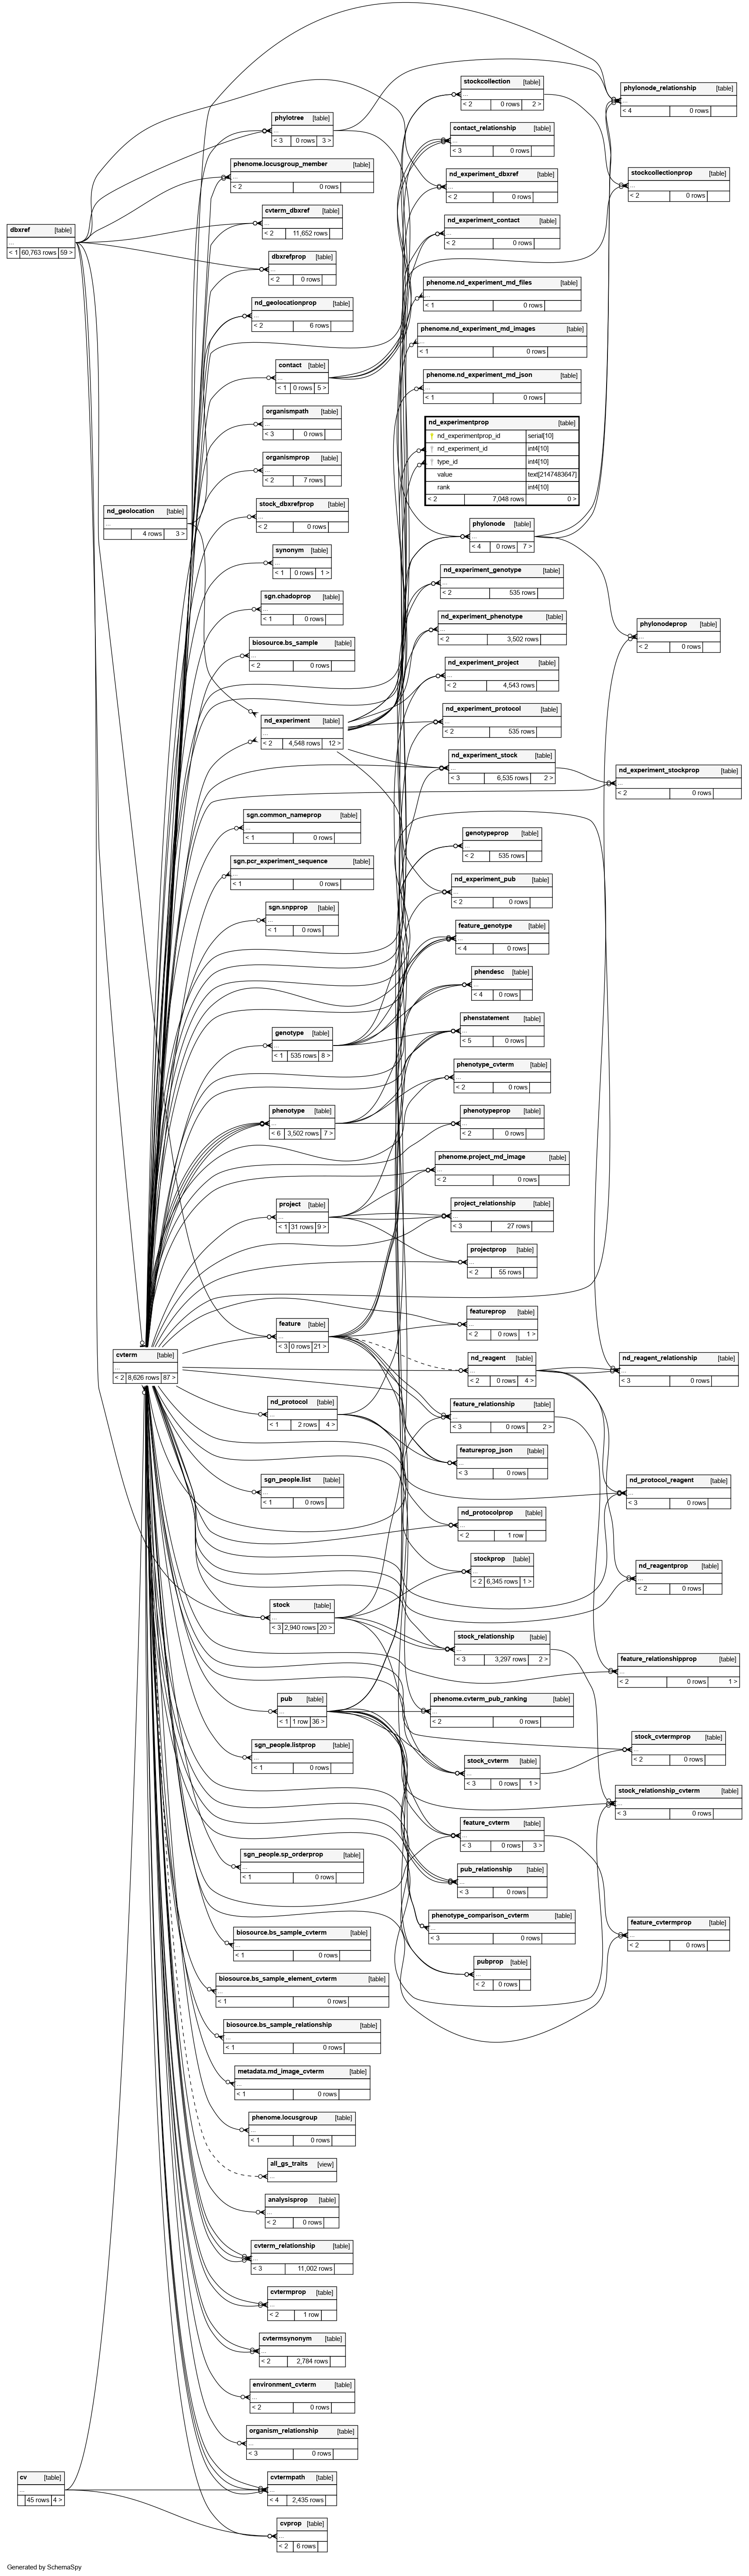 stockcollection [table]
...
< 2 0 rows 2 >
phylonode_relationship [table]
...
< 4 0 rows
phylotree [table]
...
< 3 0 rows 3 >
contact_relationship [table]
...
< 3 0 rows
phenome.locusgroup_member [table]
...
< 2 0 rows
nd_experiment_dbxref [table]
...
< 2 0 rows
stockcollectionprop [table]
...
< 2 0 rows
cvterm_dbxref [table]
...
< 2 11,652 rows
nd_experiment_contact [table]
...
< 2 0 rows
dbxref [table]
...
< 1 60,763 rows 59 >
dbxrefprop [table]
...
< 2 0 rows
phenome.nd_experiment_md_files [table]
...
< 1 0 rows
nd_geolocationprop [table]
...
< 2 6 rows
phenome.nd_experiment_md_images [table]
...
< 1 0 rows
contact [table]
...
< 1 0 rows 5 >
phenome.nd_experiment_md_json [table]
...
< 1 0 rows
organismpath [table]
...
< 3 0 rows
nd_experimentprop [table]
nd_experimentprop_id serial[10]
nd_experiment_id int4[10]
type_id int4[10]
value text[2147483647]
rank int4[10]
< 2 7,048 rows 0 >
organismprop [table]
...
< 2 7 rows
nd_geolocation [table]
...
4 rows 3 >
stock_dbxrefprop [table]
...
< 2 0 rows
phylonode [table]
...
< 4 0 rows 7 >
synonym [table]
...
< 1 0 rows 1 >
nd_experiment_genotype [table]
...
< 2 535 rows
sgn.chadoprop [table]
...
< 1 0 rows
nd_experiment_phenotype [table]
...
< 2 3,502 rows
phylonodeprop [table]
...
< 2 0 rows
biosource.bs_sample [table]
...
< 2 0 rows
nd_experiment_project [table]
...
< 2 4,543 rows
nd_experiment [table]
...
< 2 4,548 rows 12 >
nd_experiment_protocol [table]
...
< 2 535 rows
nd_experiment_stock [table]
...
< 3 6,535 rows 2 >
nd_experiment_stockprop [table]
...
< 2 0 rows
sgn.common_nameprop [table]
...
< 1 0 rows
genotypeprop [table]
...
< 2 535 rows
sgn.pcr_experiment_sequence [table]
...
< 1 0 rows
nd_experiment_pub [table]
...
< 2 0 rows
sgn.snpprop [table]
...
< 1 0 rows
feature_genotype [table]
...
< 4 0 rows
phendesc [table]
...
< 4 0 rows
genotype [table]
...
< 1 535 rows 8 >
phenstatement [table]
...
< 5 0 rows
phenotype_cvterm [table]
...
< 2 0 rows
phenotype [table]
...
< 6 3,502 rows 7 >
phenotypeprop [table]
...
< 2 0 rows
phenome.project_md_image [table]
...
< 2 0 rows
project [table]
...
< 1 31 rows 9 >
project_relationship [table]
...
< 3 27 rows
projectprop [table]
...
< 2 55 rows
feature [table]
...
< 3 0 rows 21 >
featureprop [table]
...
< 2 0 rows 1 >
cvterm [table]
...
< 2 8,626 rows 87 >
nd_reagent [table]
...
< 2 0 rows 4 >
nd_reagent_relationship [table]
...
< 3 0 rows
nd_protocol [table]
...
< 1 2 rows 4 >
feature_relationship [table]
...
< 3 0 rows 2 >
featureprop_json [table]
...
< 3 0 rows
sgn_people.list [table]
...
< 1 0 rows
nd_protocol_reagent [table]
...
< 3 0 rows
nd_protocolprop [table]
...
< 2 1 row
stockprop [table]
...
< 2 6,345 rows 1 >
nd_reagentprop [table]
...
< 2 0 rows
stock [table]
...
< 3 2,940 rows 20 >
stock_relationship [table]
...
< 3 3,297 rows 2 >
feature_relationshipprop [table]
...
< 2 0 rows 1 >
pub [table]
...
< 1 1 row 36 >
phenome.cvterm_pub_ranking [table]
...
< 2 0 rows
sgn_people.listprop [table]
...
< 1 0 rows
stock_cvtermprop [table]
...
< 2 0 rows
stock_cvterm [table]
...
< 3 0 rows 1 >
stock_relationship_cvterm [table]
...
< 3 0 rows
feature_cvterm [table]
...
< 3 0 rows 3 >
sgn_people.sp_orderprop [table]
...
< 1 0 rows
pub_relationship [table]
...
< 3 0 rows
phenotype_comparison_cvterm [table]
...
< 3 0 rows
feature_cvtermprop [table]
...
< 2 0 rows
biosource.bs_sample_cvterm [table]
...
< 1 0 rows
pubprop [table]
...
< 2 0 rows
biosource.bs_sample_element_cvterm [table]
...
< 1 0 rows
biosource.bs_sample_relationship [table]
...
< 1 0 rows
metadata.md_image_cvterm [table]
...
< 1 0 rows
phenome.locusgroup [table]
...
< 1 0 rows
all_gs_traits [view]
...
analysisprop [table]
...
< 2 0 rows
cvterm_relationship [table]
...
< 3 11,002 rows
cvtermprop [table]
...
< 2 1 row
cvtermsynonym [table]
...
< 2 2,784 rows
environment_cvterm [table]
...
< 2 0 rows
organism_relationship [table]
...
< 3 0 rows
cv [table]
...
45 rows 4 >
cvtermpath [table]
...
< 4 2,435 rows
cvprop [table]
...
< 2 6 rows
Generated by SchemaSpy